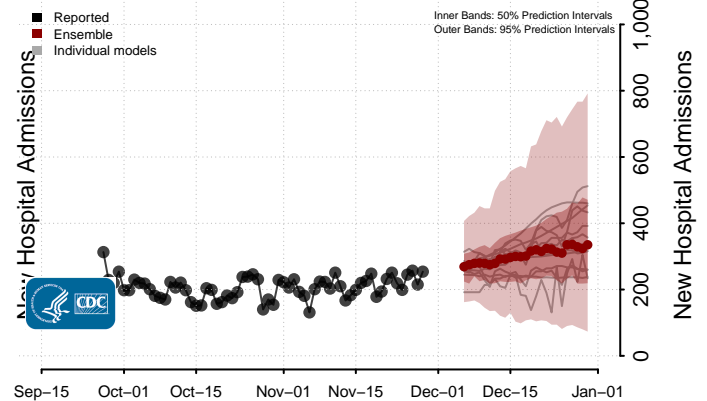 Reported
Ensemble
Individual models
Inner Bands: 50% Prediction Intervals
Outer Bands: 95% Prediction Intervals
New Hospital Admissions
CDC
1,000
800
600
400
200
0
New Hospital Admissions
Sep–15
Oct–01
Oct–15
Nov–01
Nov–15
Dec–01
Dec–15
Jan–01